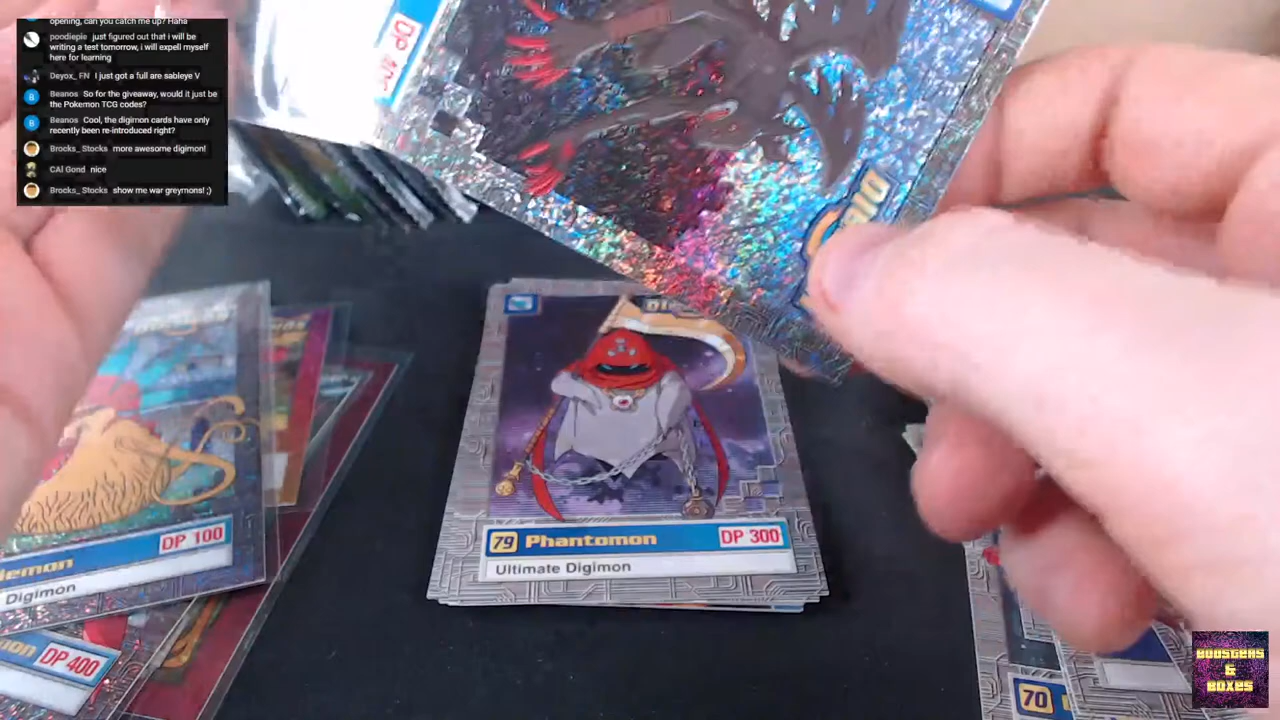 opening, can you catch me up? Haha
poodiepie just figured out that i will be
writing a test tomorrow, i will expell myself
here for learning
Deyox_FN I just got a full are sableye V
Beanos So for the giveaway, would it just be
the Pokemon TCG codes?
Beanos Cool, the digimon cards have only
recently been re-introduced right?
Brocks_Stocks more awesome digimon!
CAl Gond nice
Brocks_Stocks show me war greymons! ;)
DP
79 Phantomon DP 300
Ultimate Digimon
DP 100
Digimon
DP 400
70
BOOSTERS
&
BOXES